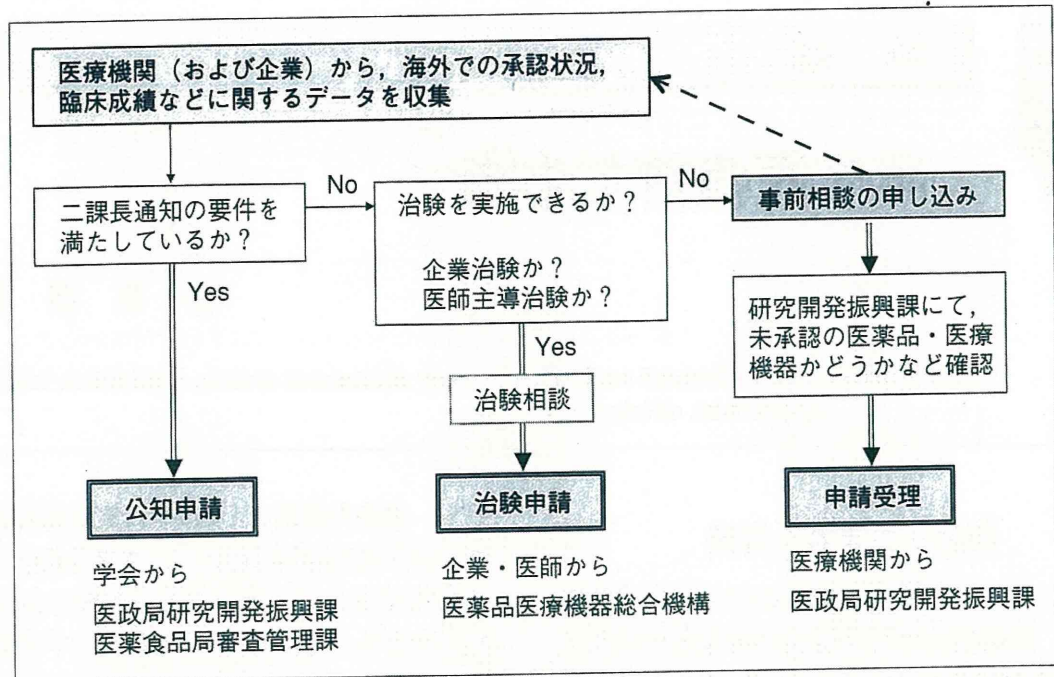 医療機関（および企業）から，海外での承認状況，
臨床成績などに関するデータを収集
二課長通知の要件を
満たしているか？
No
治験を実施できるか？
企業治験か？
医師主導治験か？
No
事前相談の申し込み
Yes
Yes
研究開発振興課にて，
未承認の医薬品・医療
機器かどうかなど確認
治験相談
公知申請
治験申請
申請受理
学会から
医政局研究開発振興課
医薬食品局審査管理課
企業・医師から
医薬品医療機器総合機構
医療機関から
医政局研究開発振興課